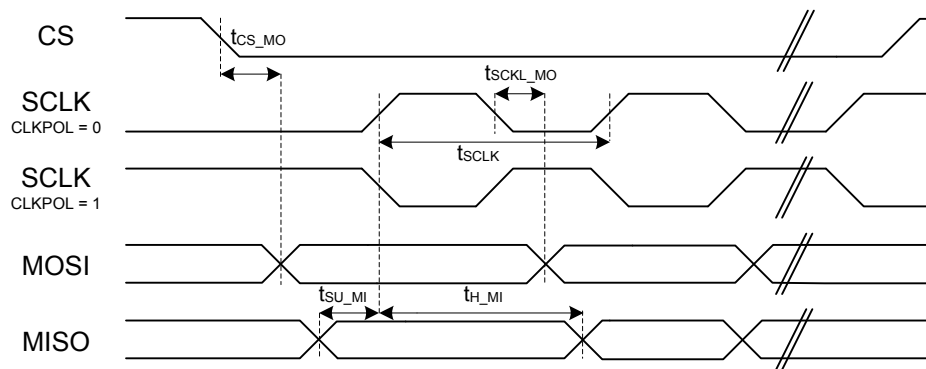 CS
tCS_MO
tSCKL_MO
SCLK
CLKPOL = 0
tSCLK
SCLK
CLKPOL = 1
MOSI
tSU_MI
tH_MI
MISO